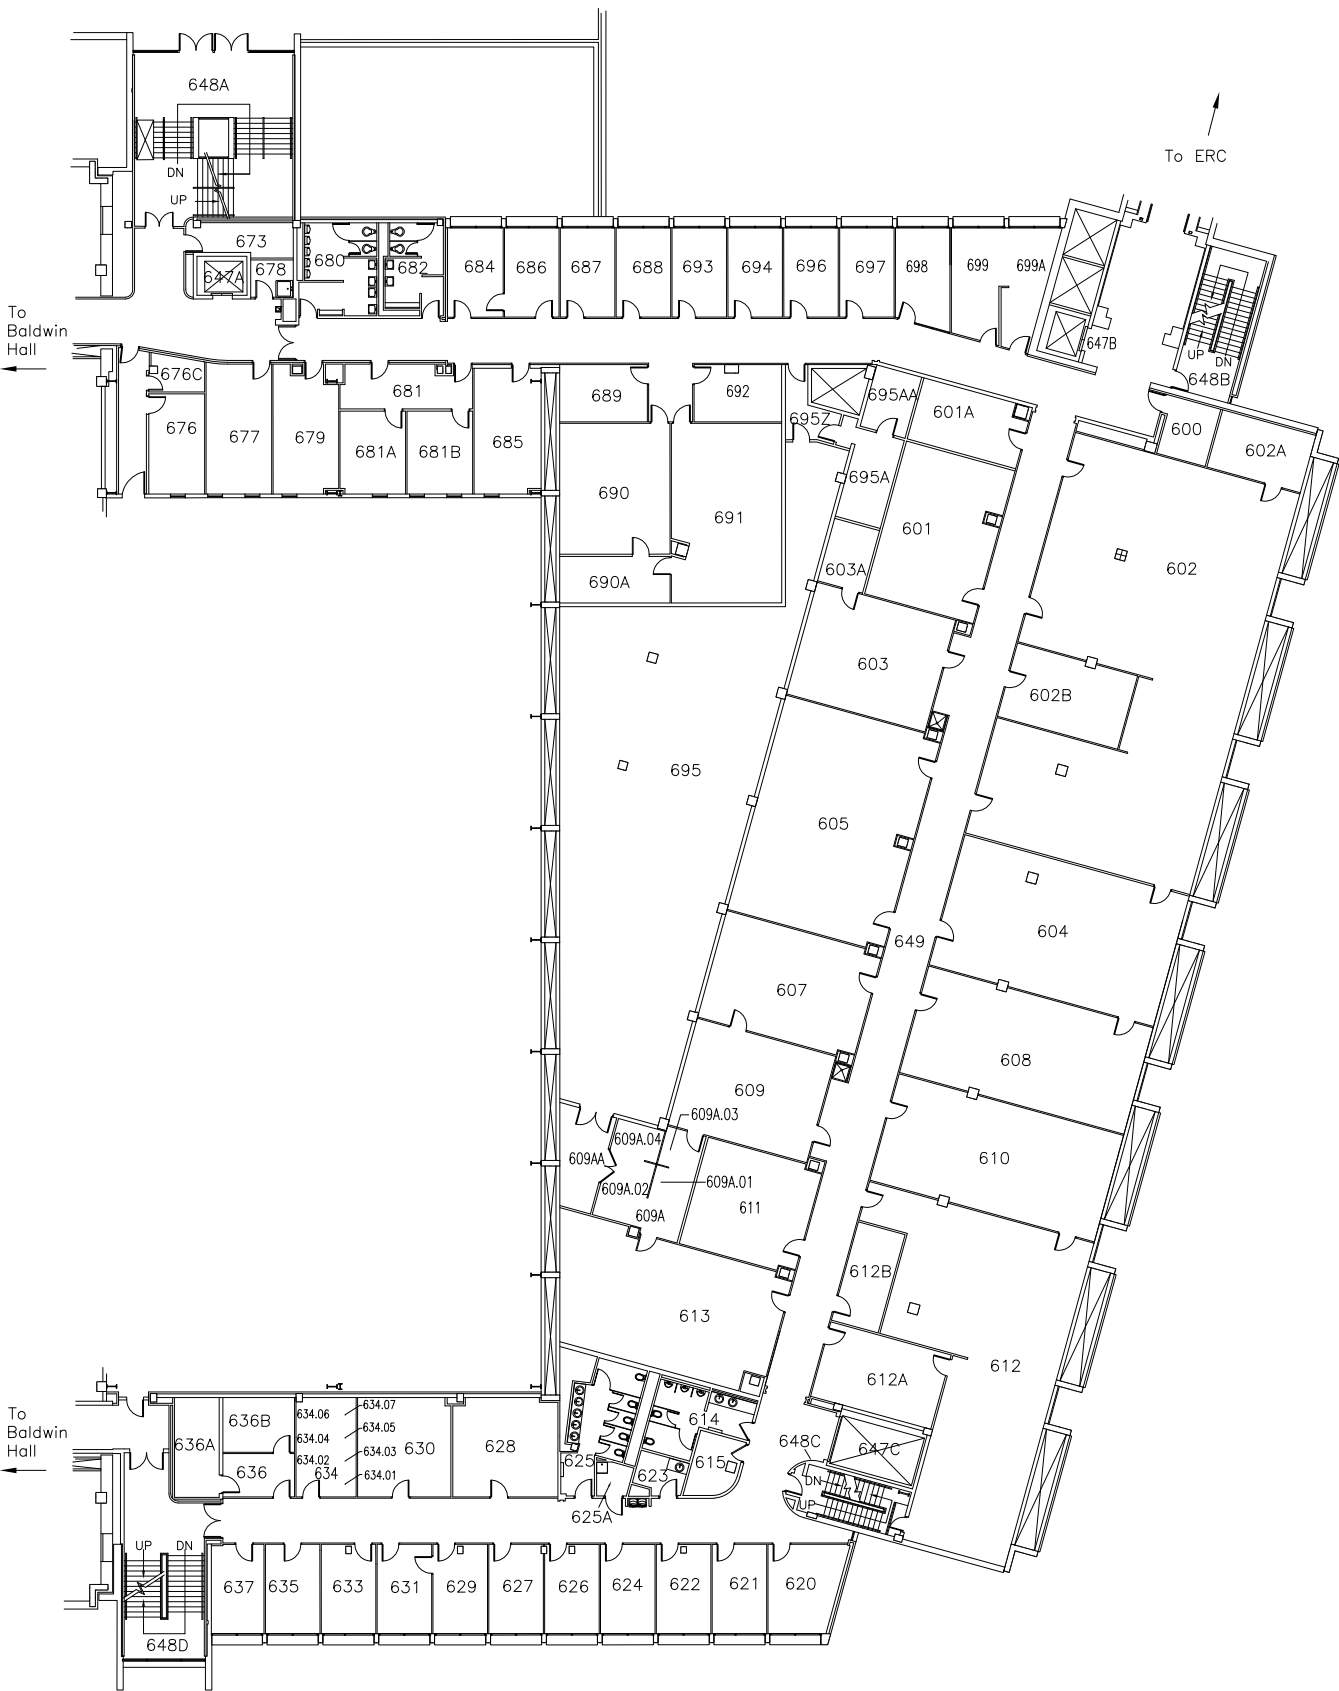 648A
DN
UP
To ERC
673
678
647A
680
682
684
686
687
688
693
694
696
697
698
699
699A
647B
UP
DN
648B
To
Baldwin
Hall
676C
676
677
679
681
681A
681B
685
689
692
695Z
695AA
601A
600
602A
690
691
690A
695A
601
603A
602
603
602B
695
605
649
604
607
608
609
609A.03
609A.04
609AA
609A.02
609A.01
609A
611
610
612B
613
612
612A
To
Baldwin
Hall
636A
636B
636
634.06
634.04
634.02
634
634.07
634.05
634.03
634.01
630
628
625
625A
614
623
615
648C
647C
DN
UP
UP
DN
648D
637
635
633
631
629
627
626
624
622
621
620